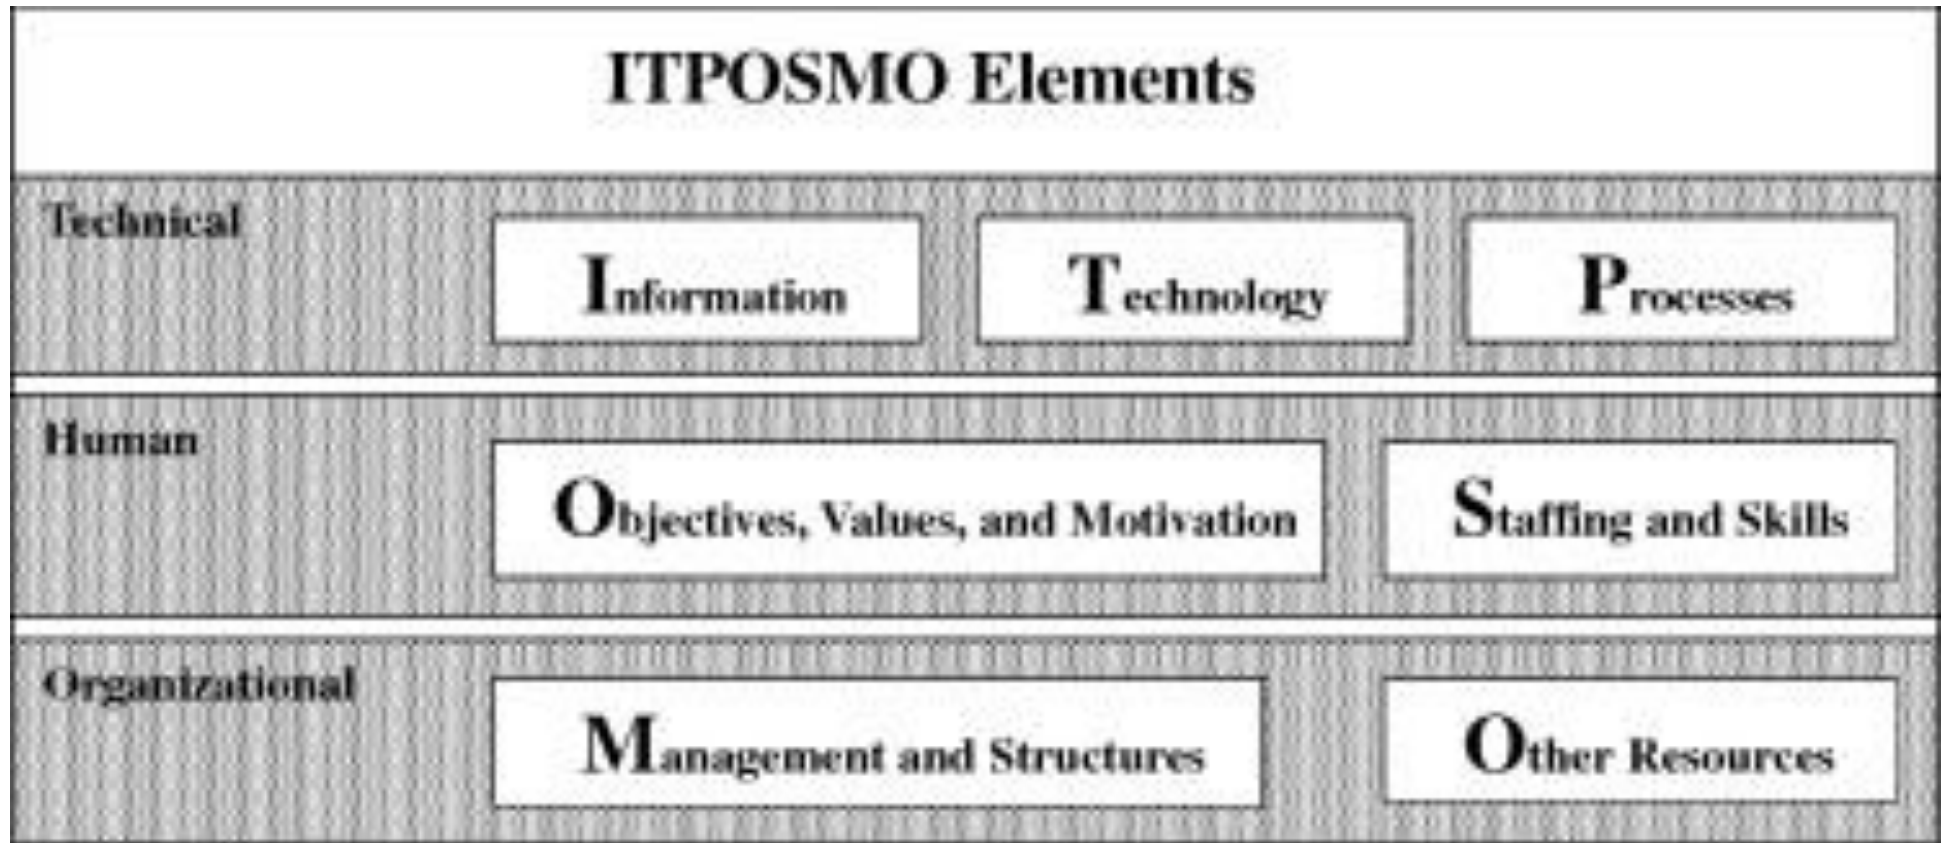 ITPOSMO Elements
Technical
Information
Technology
Processes
Human
Objectives, Values, and Motivation
Staffing and Skills
Organizational
Management and Structures
Other Resources